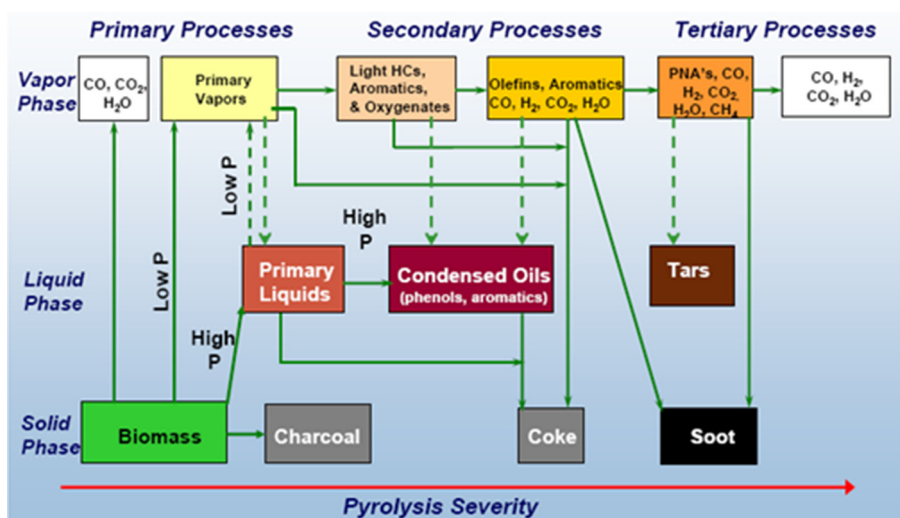 Primary Processes
Secondary Processes
Tertiary Processes
Vapor
Phase
CO, CO₂,
H₂O
Primary
Vapors
Light HCs,
Aromatics,
& Oxygenates
Olefins, Aromatics
CO, H₂, CO₂, H₂O
PNA's, CO,
H₂, CO₂,
H₂O, CH₄
CO, H₂,
CO₂, H₂O
Low P
Low P
High
P
Liquid
Phase
Primary
Liquids
Condensed Oils
(phenols, aromatics)
Tars
High
P
Solid
Phase
Biomass
Charcoal
Coke
Soot
Pyrolysis Severity